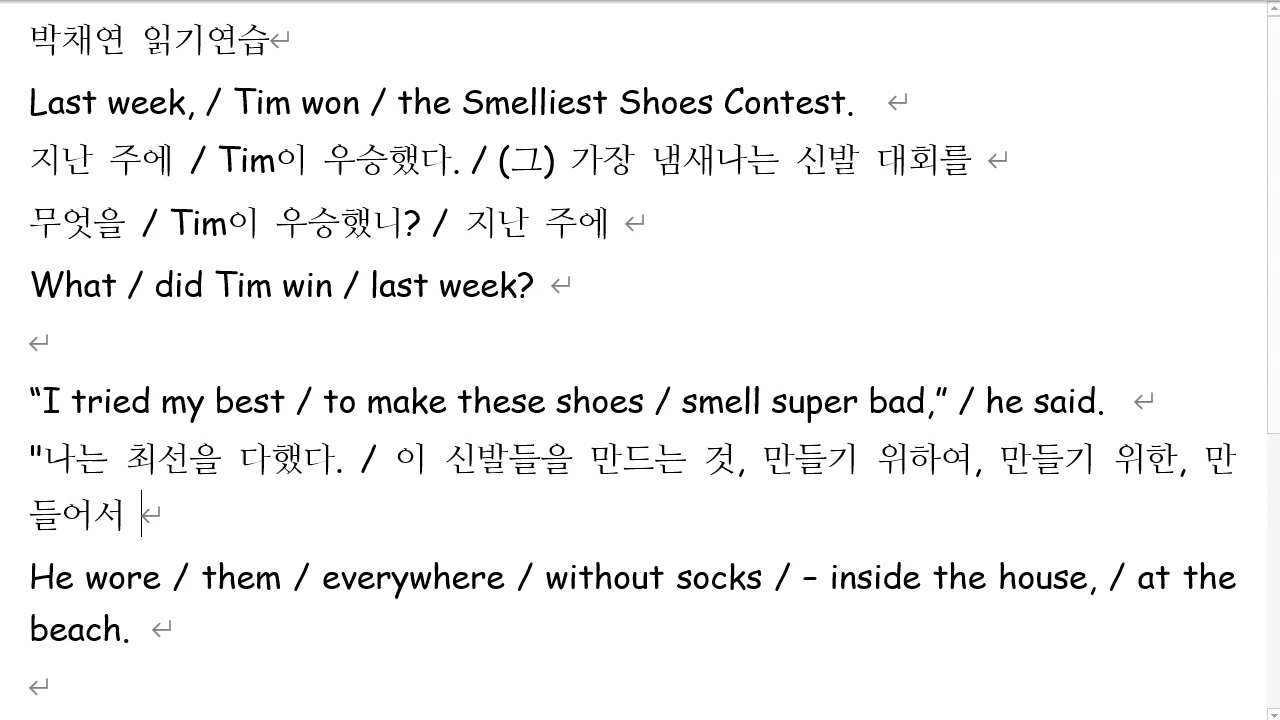 박채연 읽기연습
Last week, / Tim won / the Smelliest Shoes Contest.
지난 주에 / Tim이 우승했다. / (그) 가장 냄새나는 신발 대회를
무엇을 / Tim이 우승했니? / 지난 주에
What / did Tim win / last week?
“I tried my best / to make these shoes / smell super bad,” / he said.
"나는 최선을 다했다. / 이 신발들을 만드는 것, 만들기 위하여, 만들기 위한, 만
들어서
He wore / them / everywhere / without socks / – inside the house, / at the
beach.